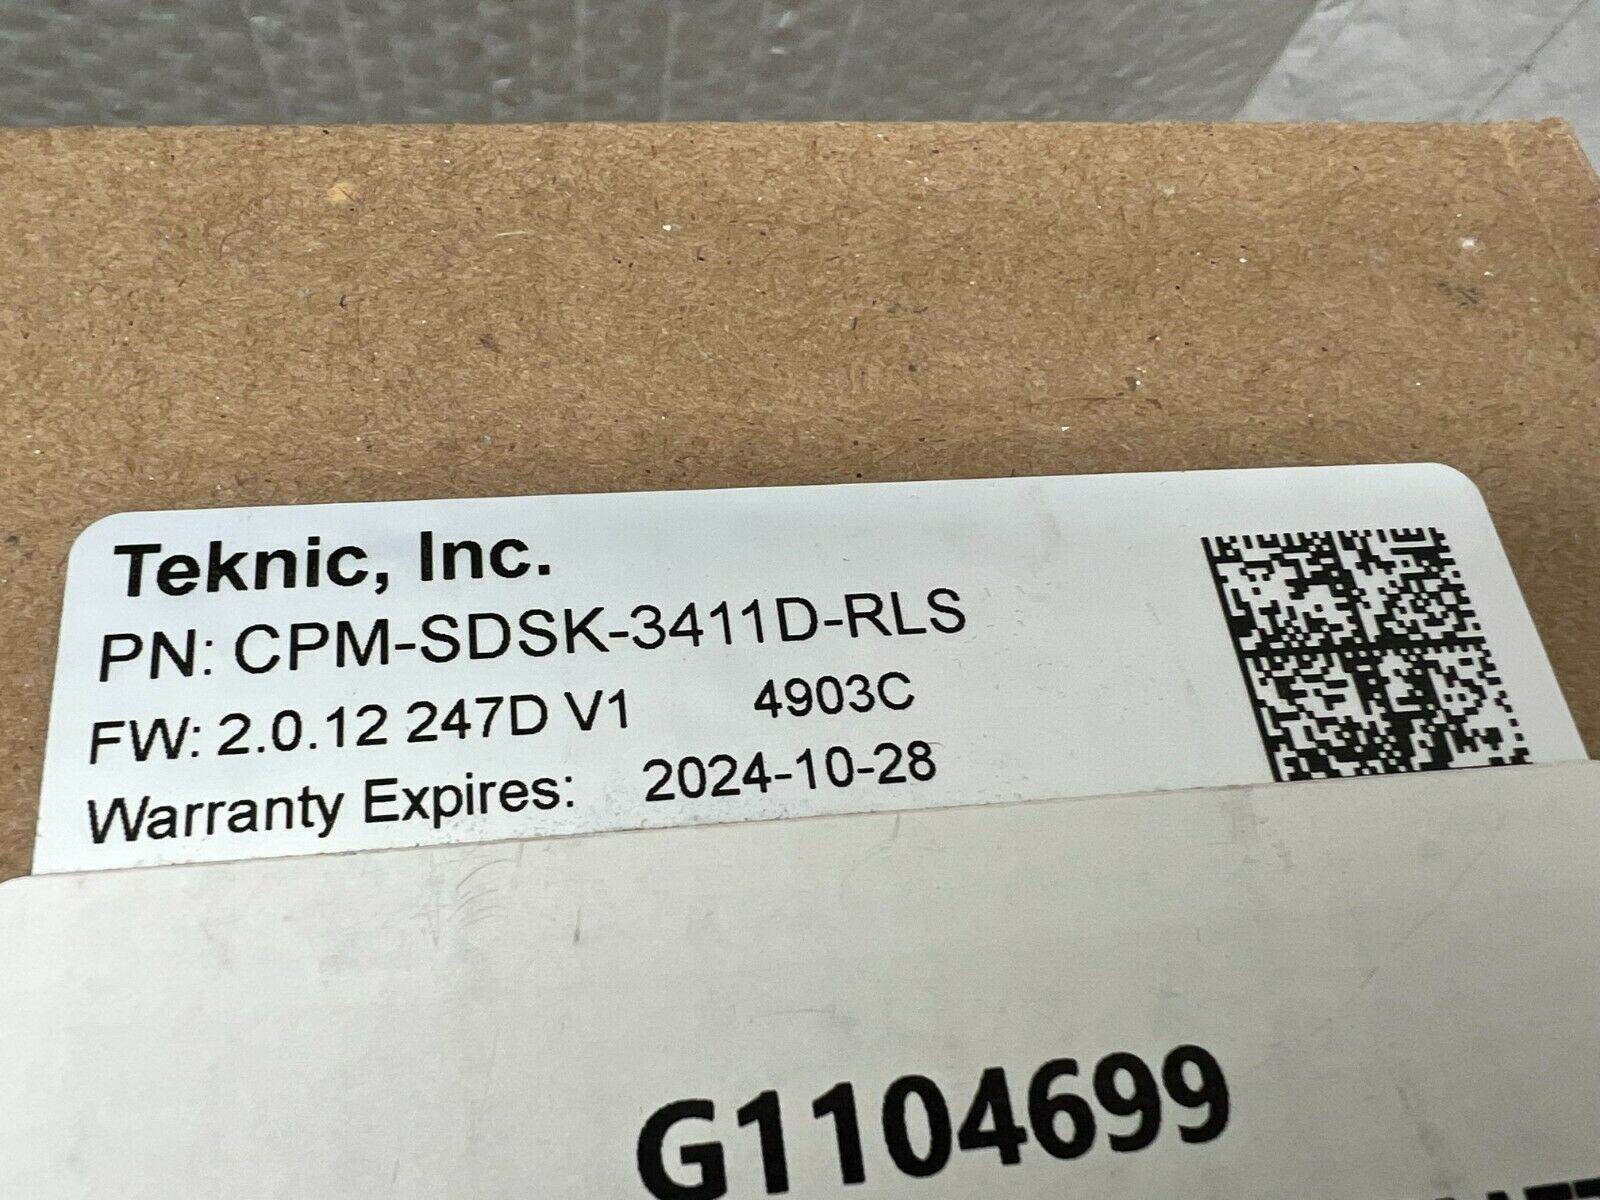 Teknic, Inc.
PN: CPM-SDSK-3411D-RLS
FW: 2.0.12 247D V1 4903C
Warranty Expires: 2024-10-28
G1104699